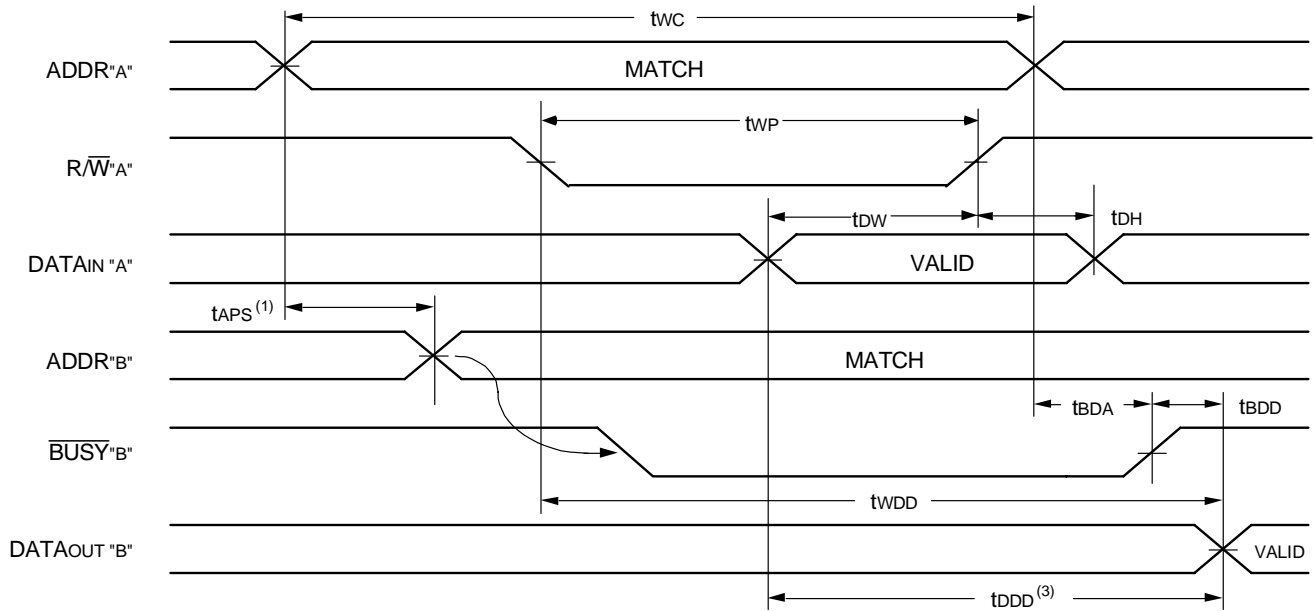 tWC
ADDR"A"
MATCH
tWP
R/W"A"
tDW
tDH
DATAIN "A"
VALID
tAPS (1)
ADDR"B"
MATCH
tBDA
tBDD
BUSY"B"
tWDD
DATAOUT "B"
VALID
tDDD (3)